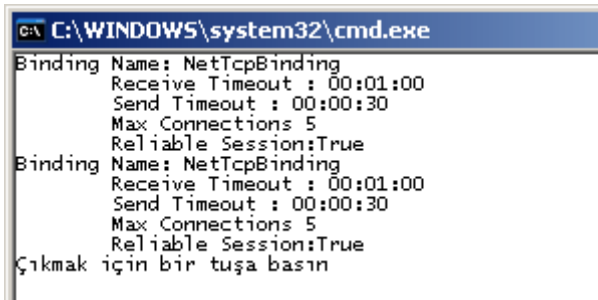 C:\WINDOWS\system32\cmd.exe
Binding Name: NetTcpBinding
Receive Timeout : 00:01:00
Send Timeout : 00:00:30
Max Connections 5
Reliable Session:True
Binding Name: NetTcpBinding
Receive Timeout : 00:01:00
Send Timeout : 00:00:30
Max Connections 5
Reliable Session:True
Çıkmak için bir tuşa basın